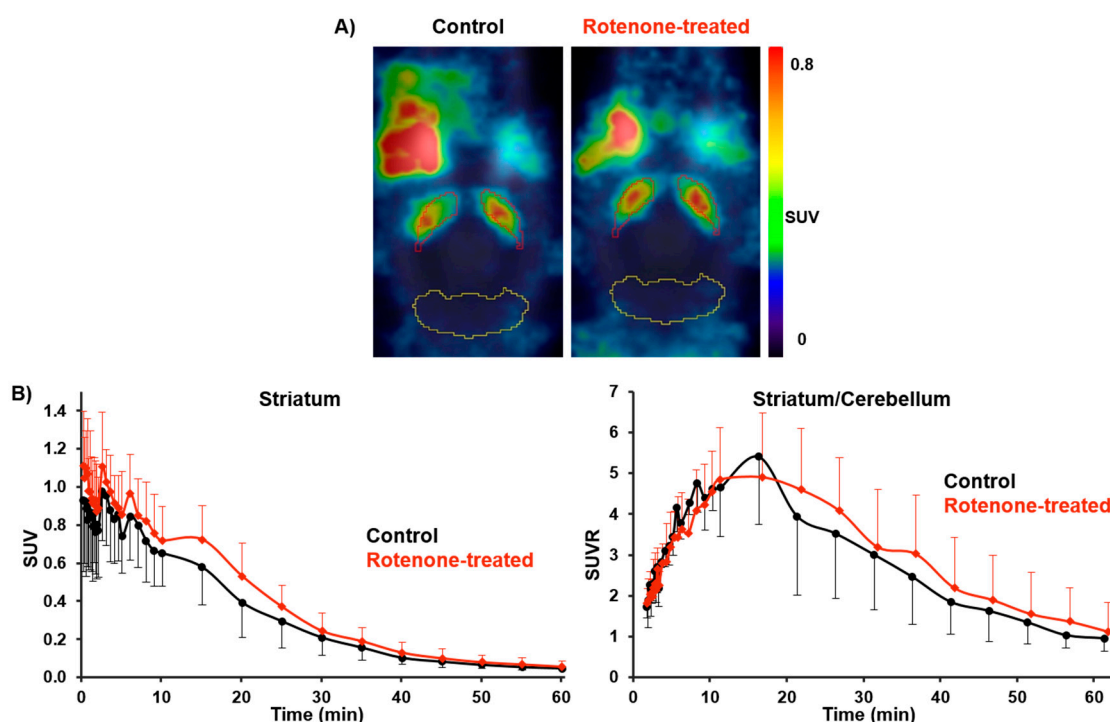 A)
Control
Rotenone-treated
0.8
SUV
0
B)
Striatum
SUV
1.4
1.2
1.0
0.8
0.6
0.4
0.2
0.0
Control
Rotenone-treated
0 10 20 30 40 50 60
Time (min)
Striatum/Cerebellum
SUVR
7
6
5
4
3
2
1
0
Control
Rotenone-treated
0 10 20 30 40 50 60
Time (min)